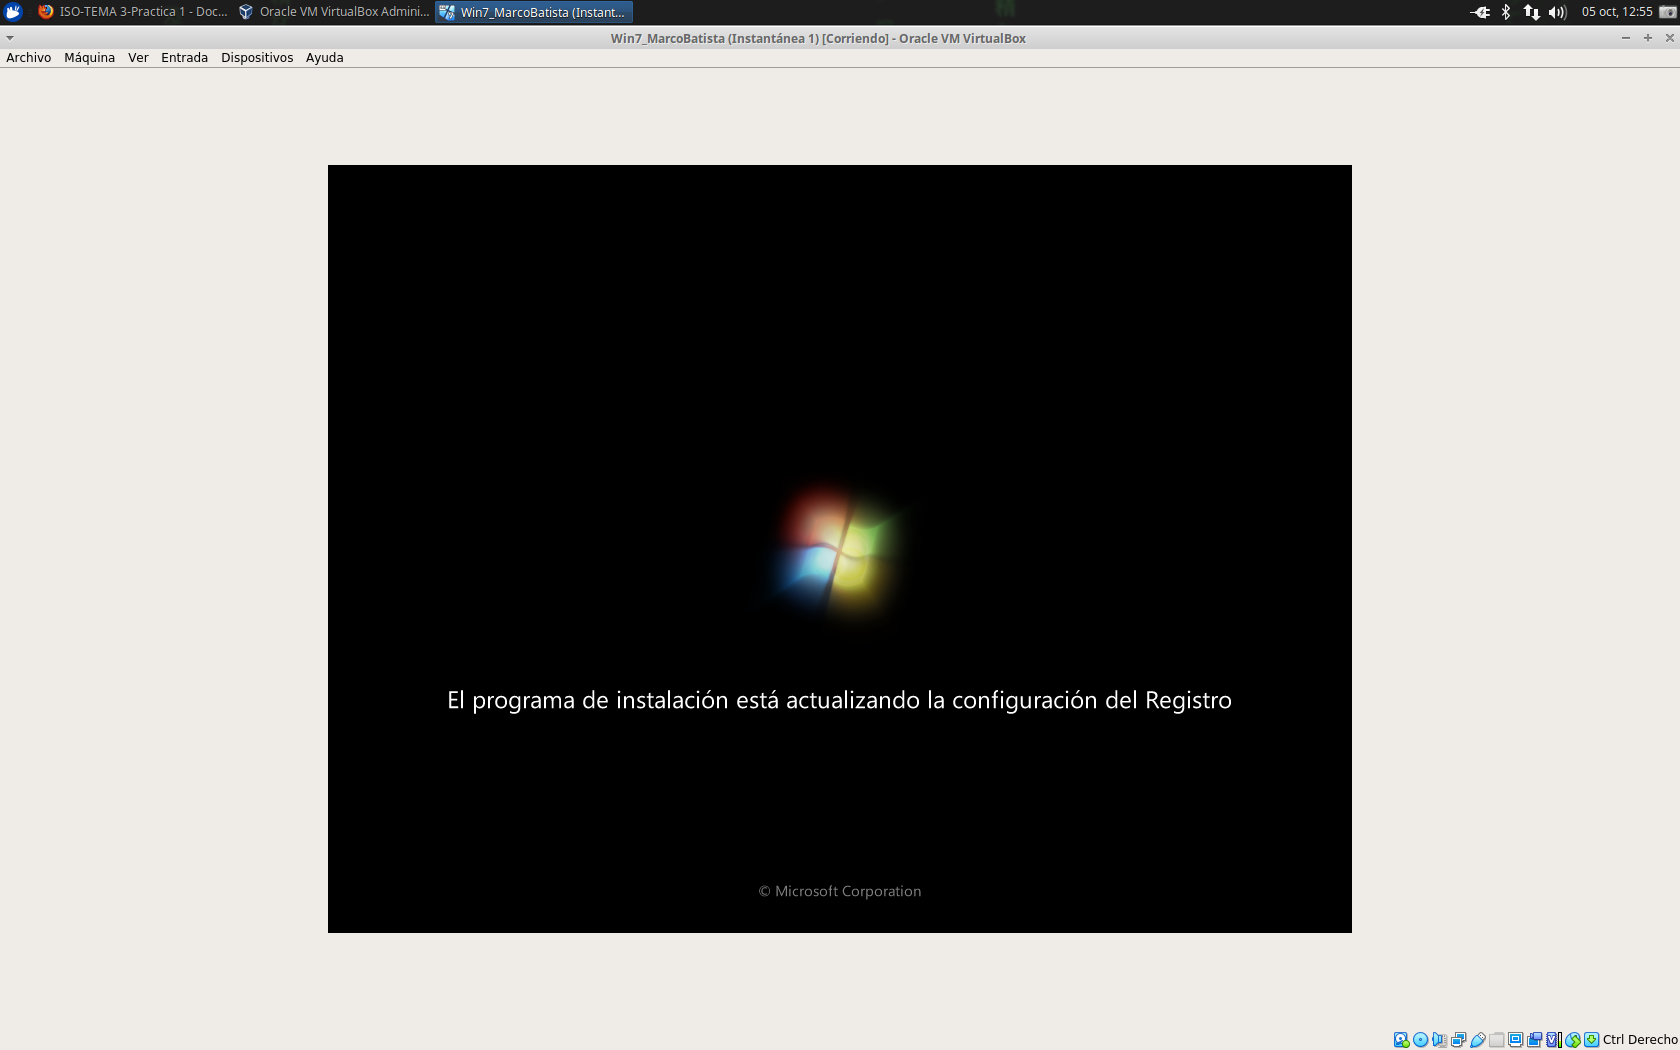 ISO-TEMA 3-Practica 1 - Doc... Oracle VM VirtualBox Admini... Win7_MarcoBatista (Instant... 05 oct, 12:55
Win7_MarcoBatista (Instantánea 1) [Corriendo] - Oracle VM VirtualBox
Archivo Máquina Ver Entrada Dispositivos Ayuda
El programa de instalación está actualizando la configuración del Registro
© Microsoft Corporation
Ctrl Derecho